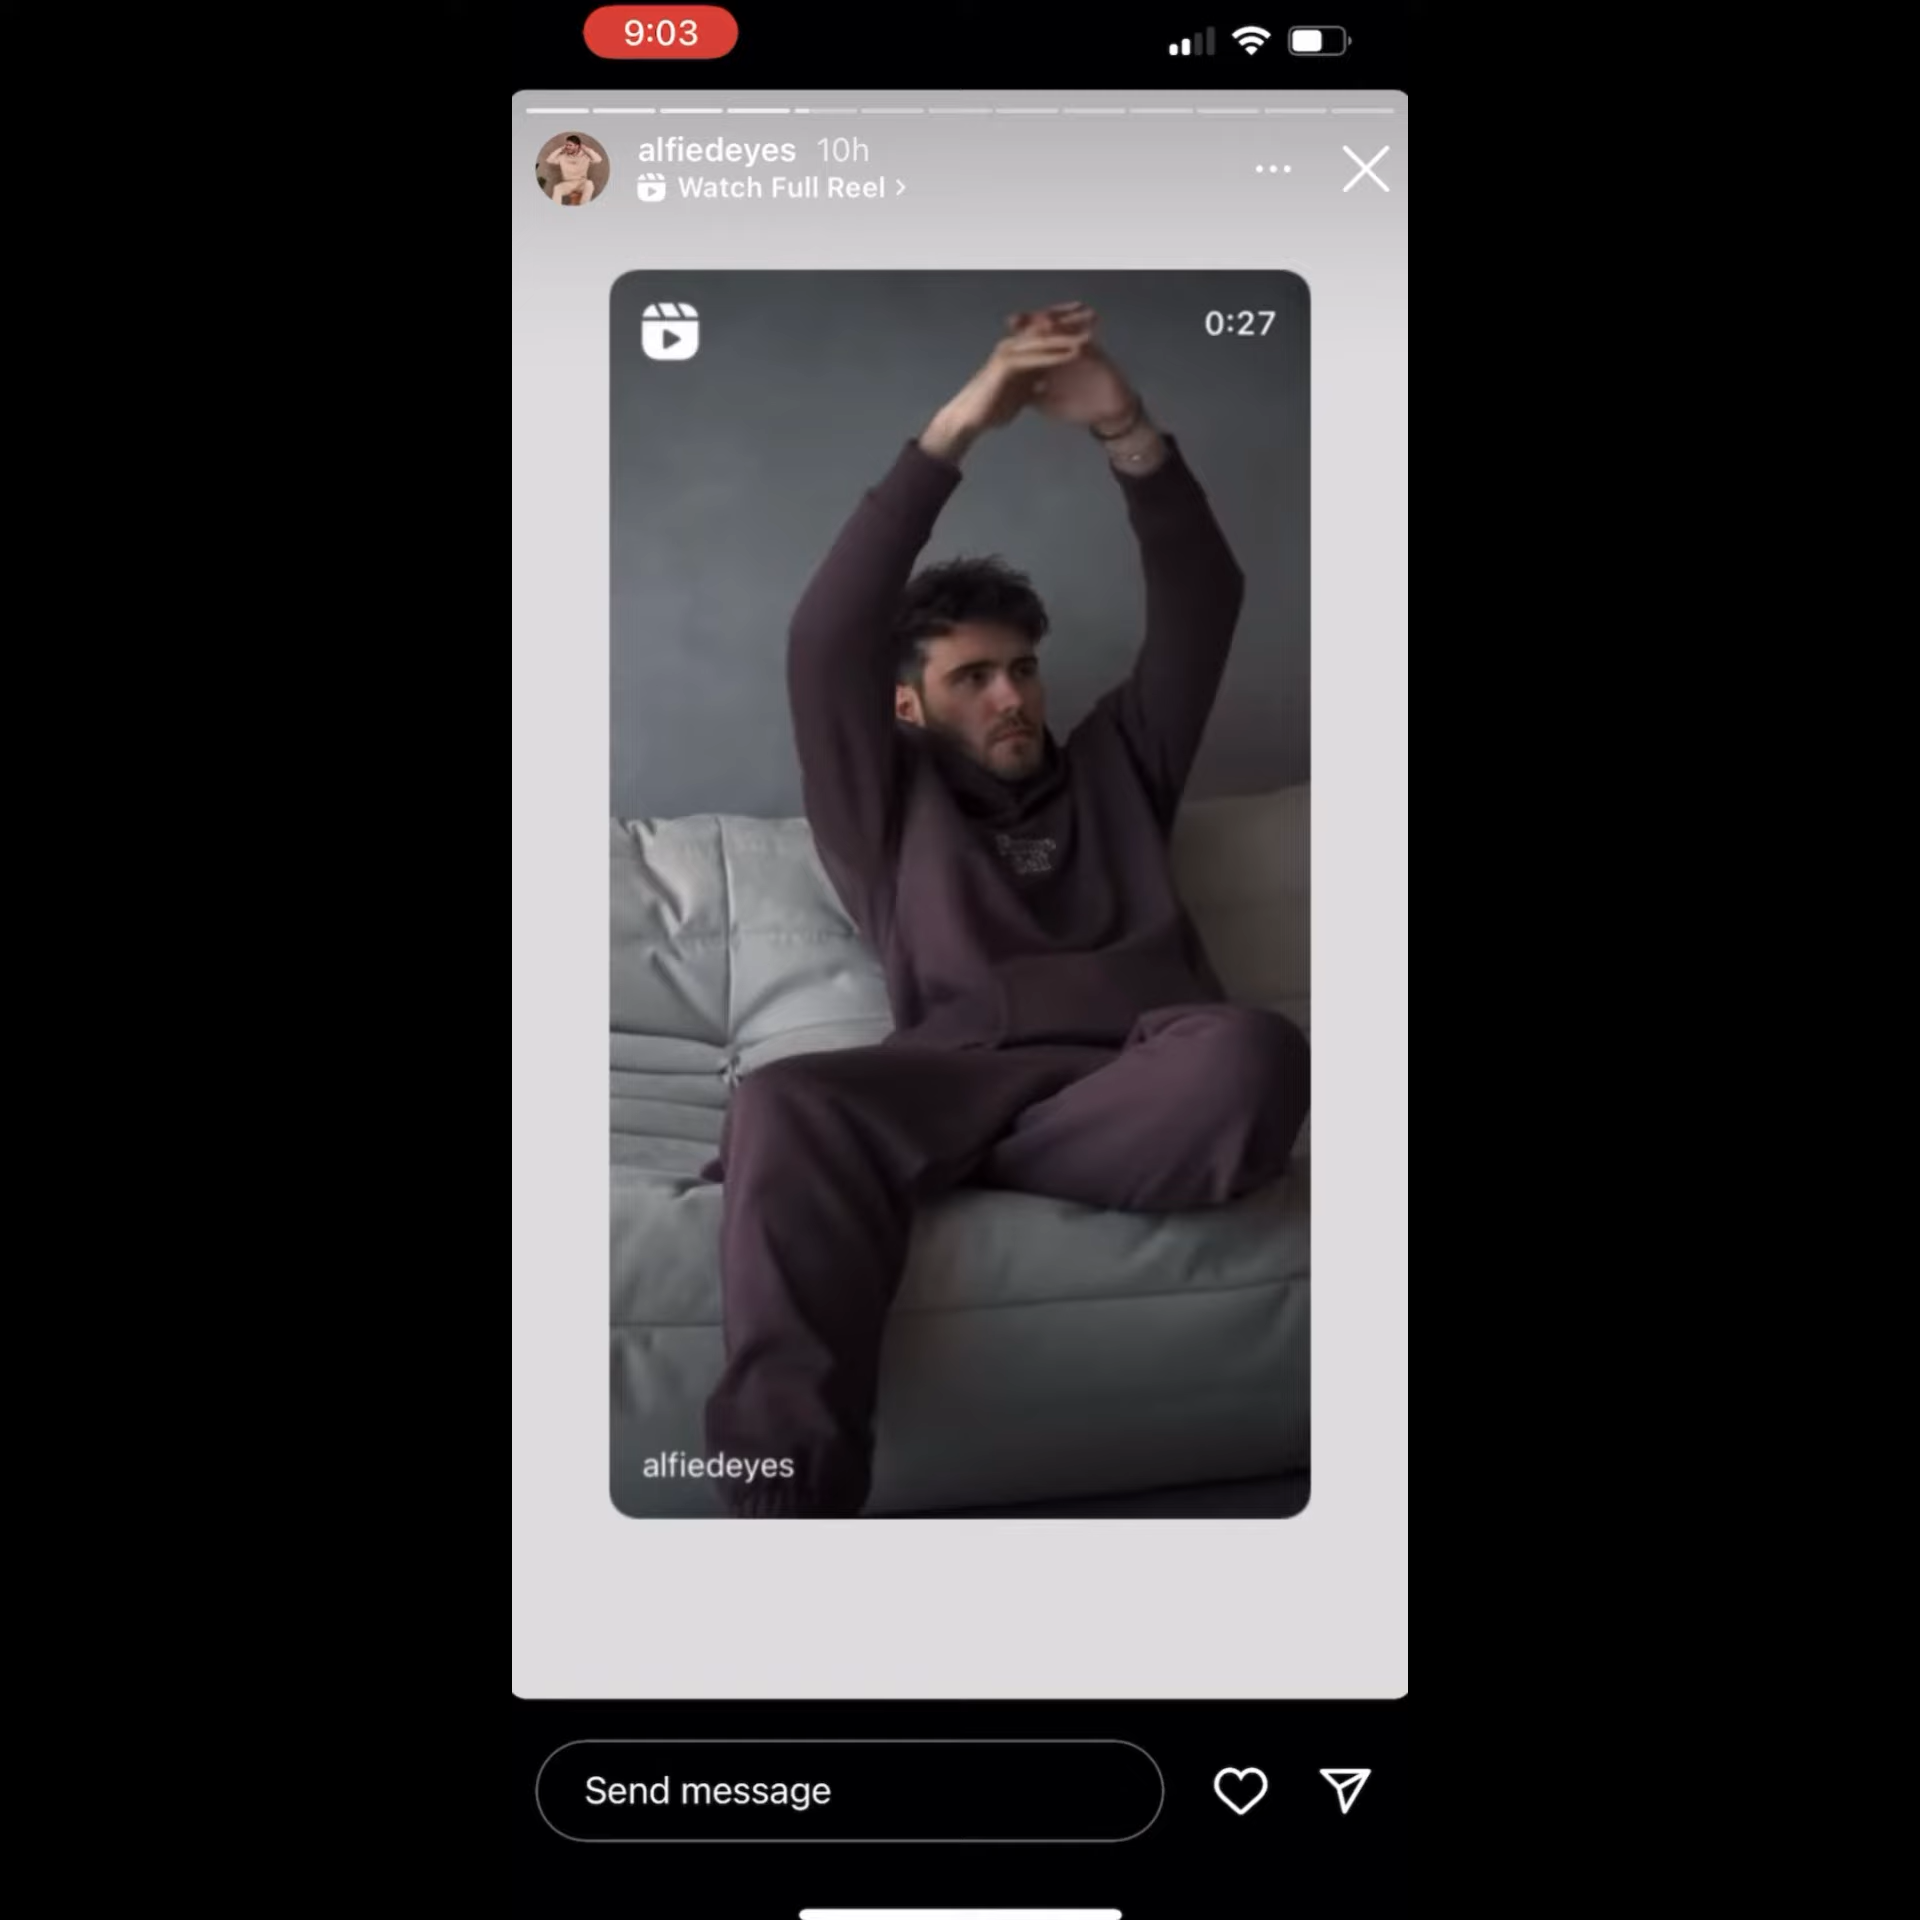 9:03
alfiedeyes 10h
Watch Full Reel >
0:27
alfiedeyes
Send message